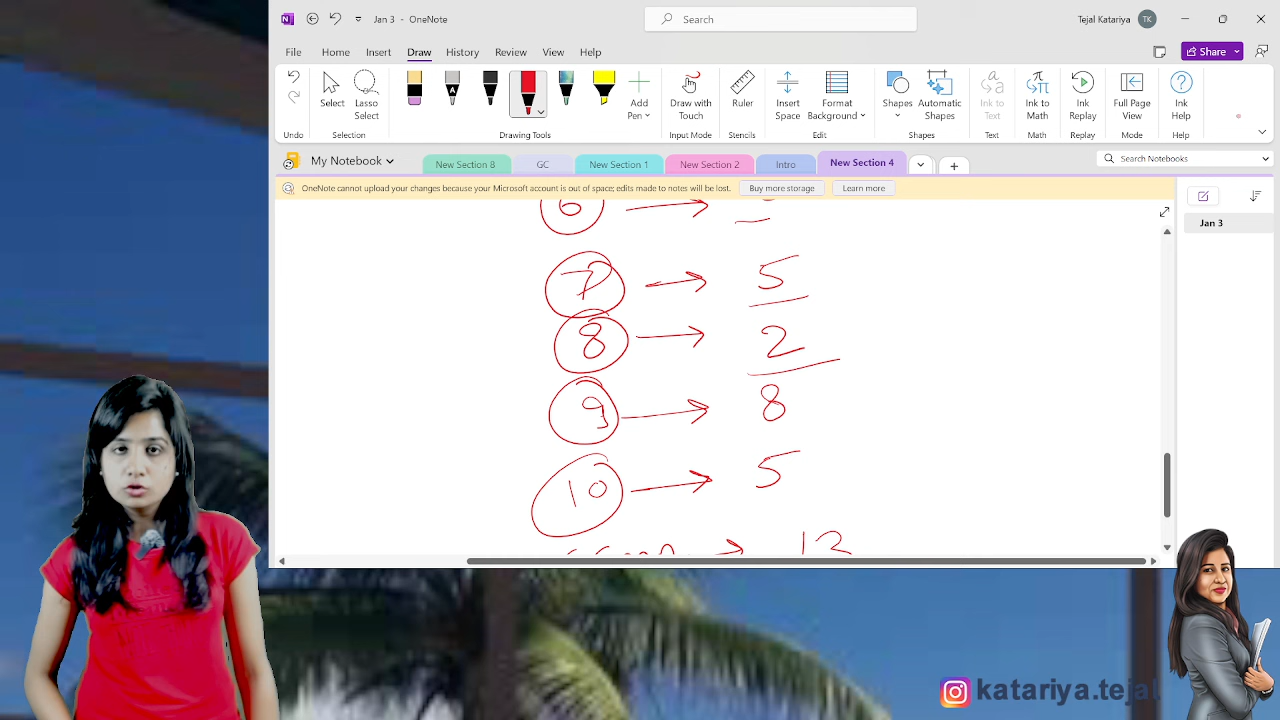 Jan 3 - OneNote
Search
Tejal Katariya TK
File Home Insert Draw History Review View Help
Share
Undo
Select
Lasso Select
Selection
Drawing Tools
Add Pen
Draw with Touch
Input Mode
Ruler
Stencils
Insert Space
Format Background
Edit
Shapes
Automatic Shapes
Shapes
Ink to Text
Text
Ink to Math
Math
Ink Replay
Replay
Full Page View
Mode
Ink Help
Help
My Notebook
New Section 8 GC New Section 1 New Section 2 Intro New Section 4
Search Notebooks
OneNote cannot upload your changes because your Microsoft account is out of space; edits made to notes will be lost. Buy more storage Learn more
Jan 3
6 →
7 → 5
8 → 2
9 → 8
10 → 5
→ 12
katariya.tejal